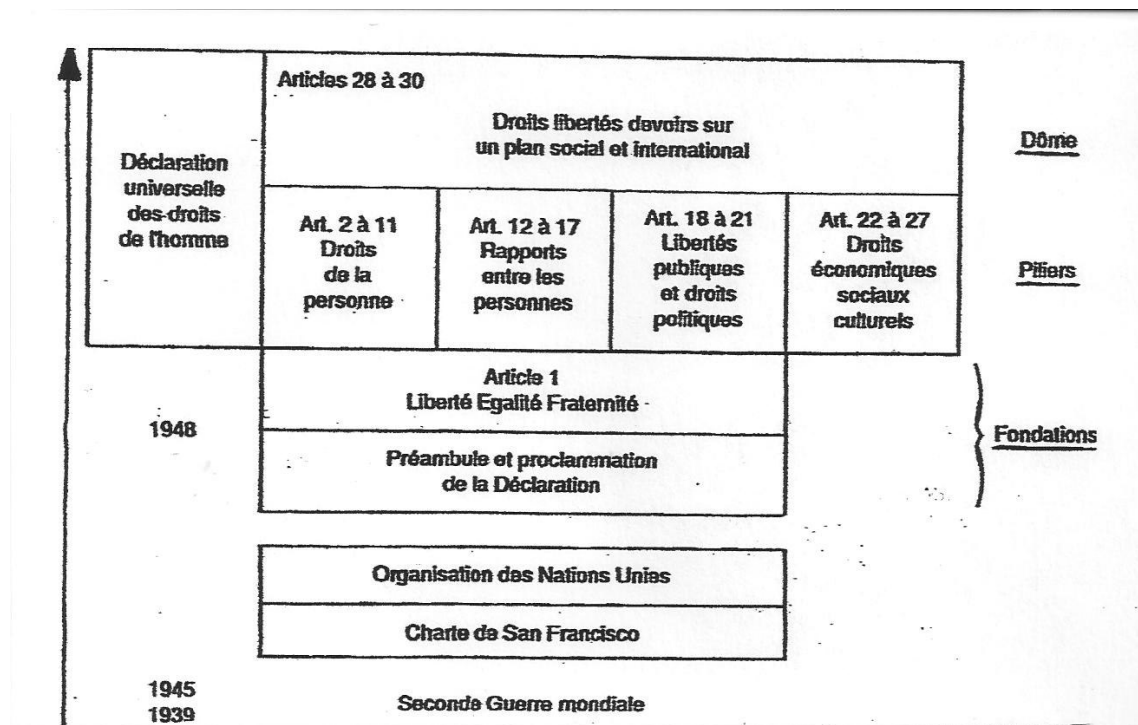 Articles 28 à 30
Droits libertés devoirs sur
un plan social et international
Dôme
Déclaration
universelle
des droits
de l'homme
Art. 2 à 11
Droits
de la
personne
Art. 12 à 17
Rapports
entre les
personnes
Art. 18 à 21
Libertés
publiques
et droits
politiques
Art. 22 à 27
Droits
économiques
sociaux
culturels
Piliers
Article 1
Liberté Egalité Fraternité
1948
Fondations
Préambule et proclammation
de la Déclaration
Organisation des Nations Unies
Charte de San Francisco
1945
1939
Seconde Guerre mondiale